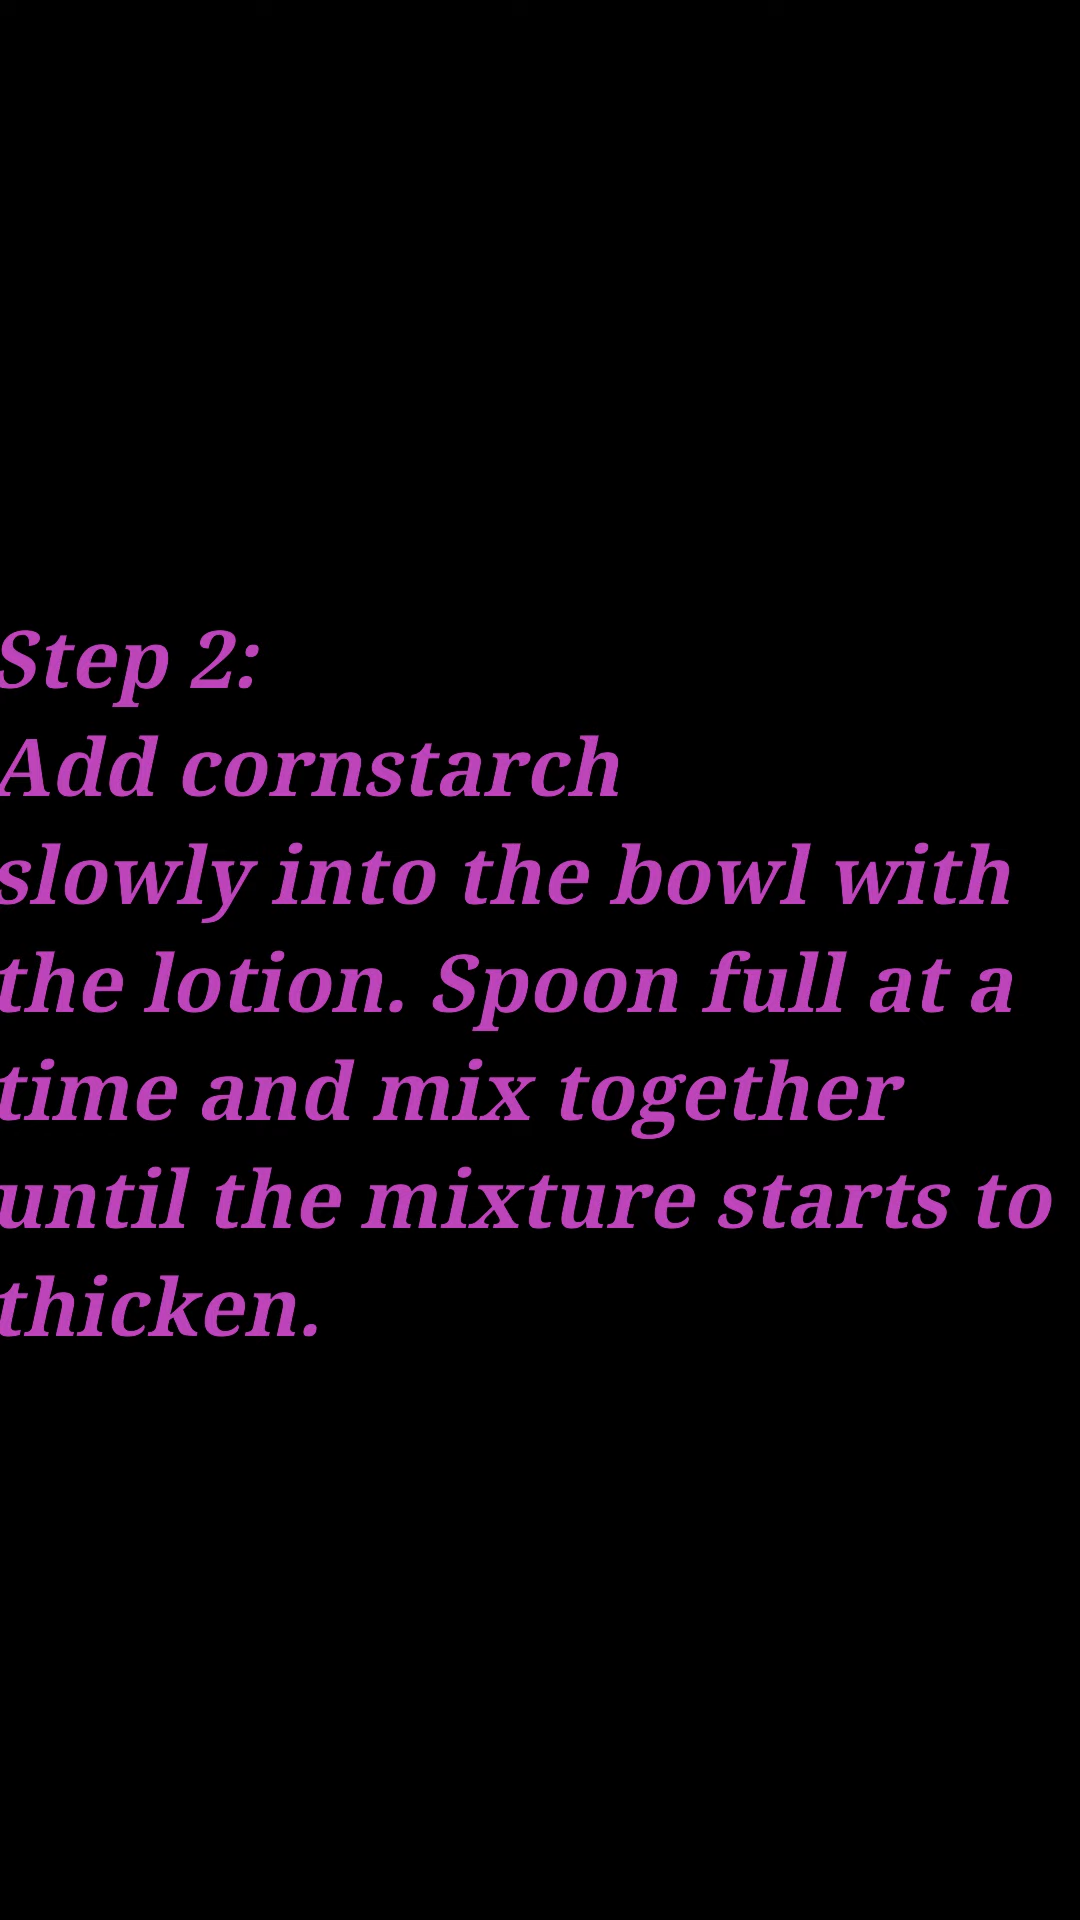 Step 2:
Add cornstarch
slowly into the bowl with
the lotion. Spoon full at a
time and mix together
until the mixture starts to
thicken.